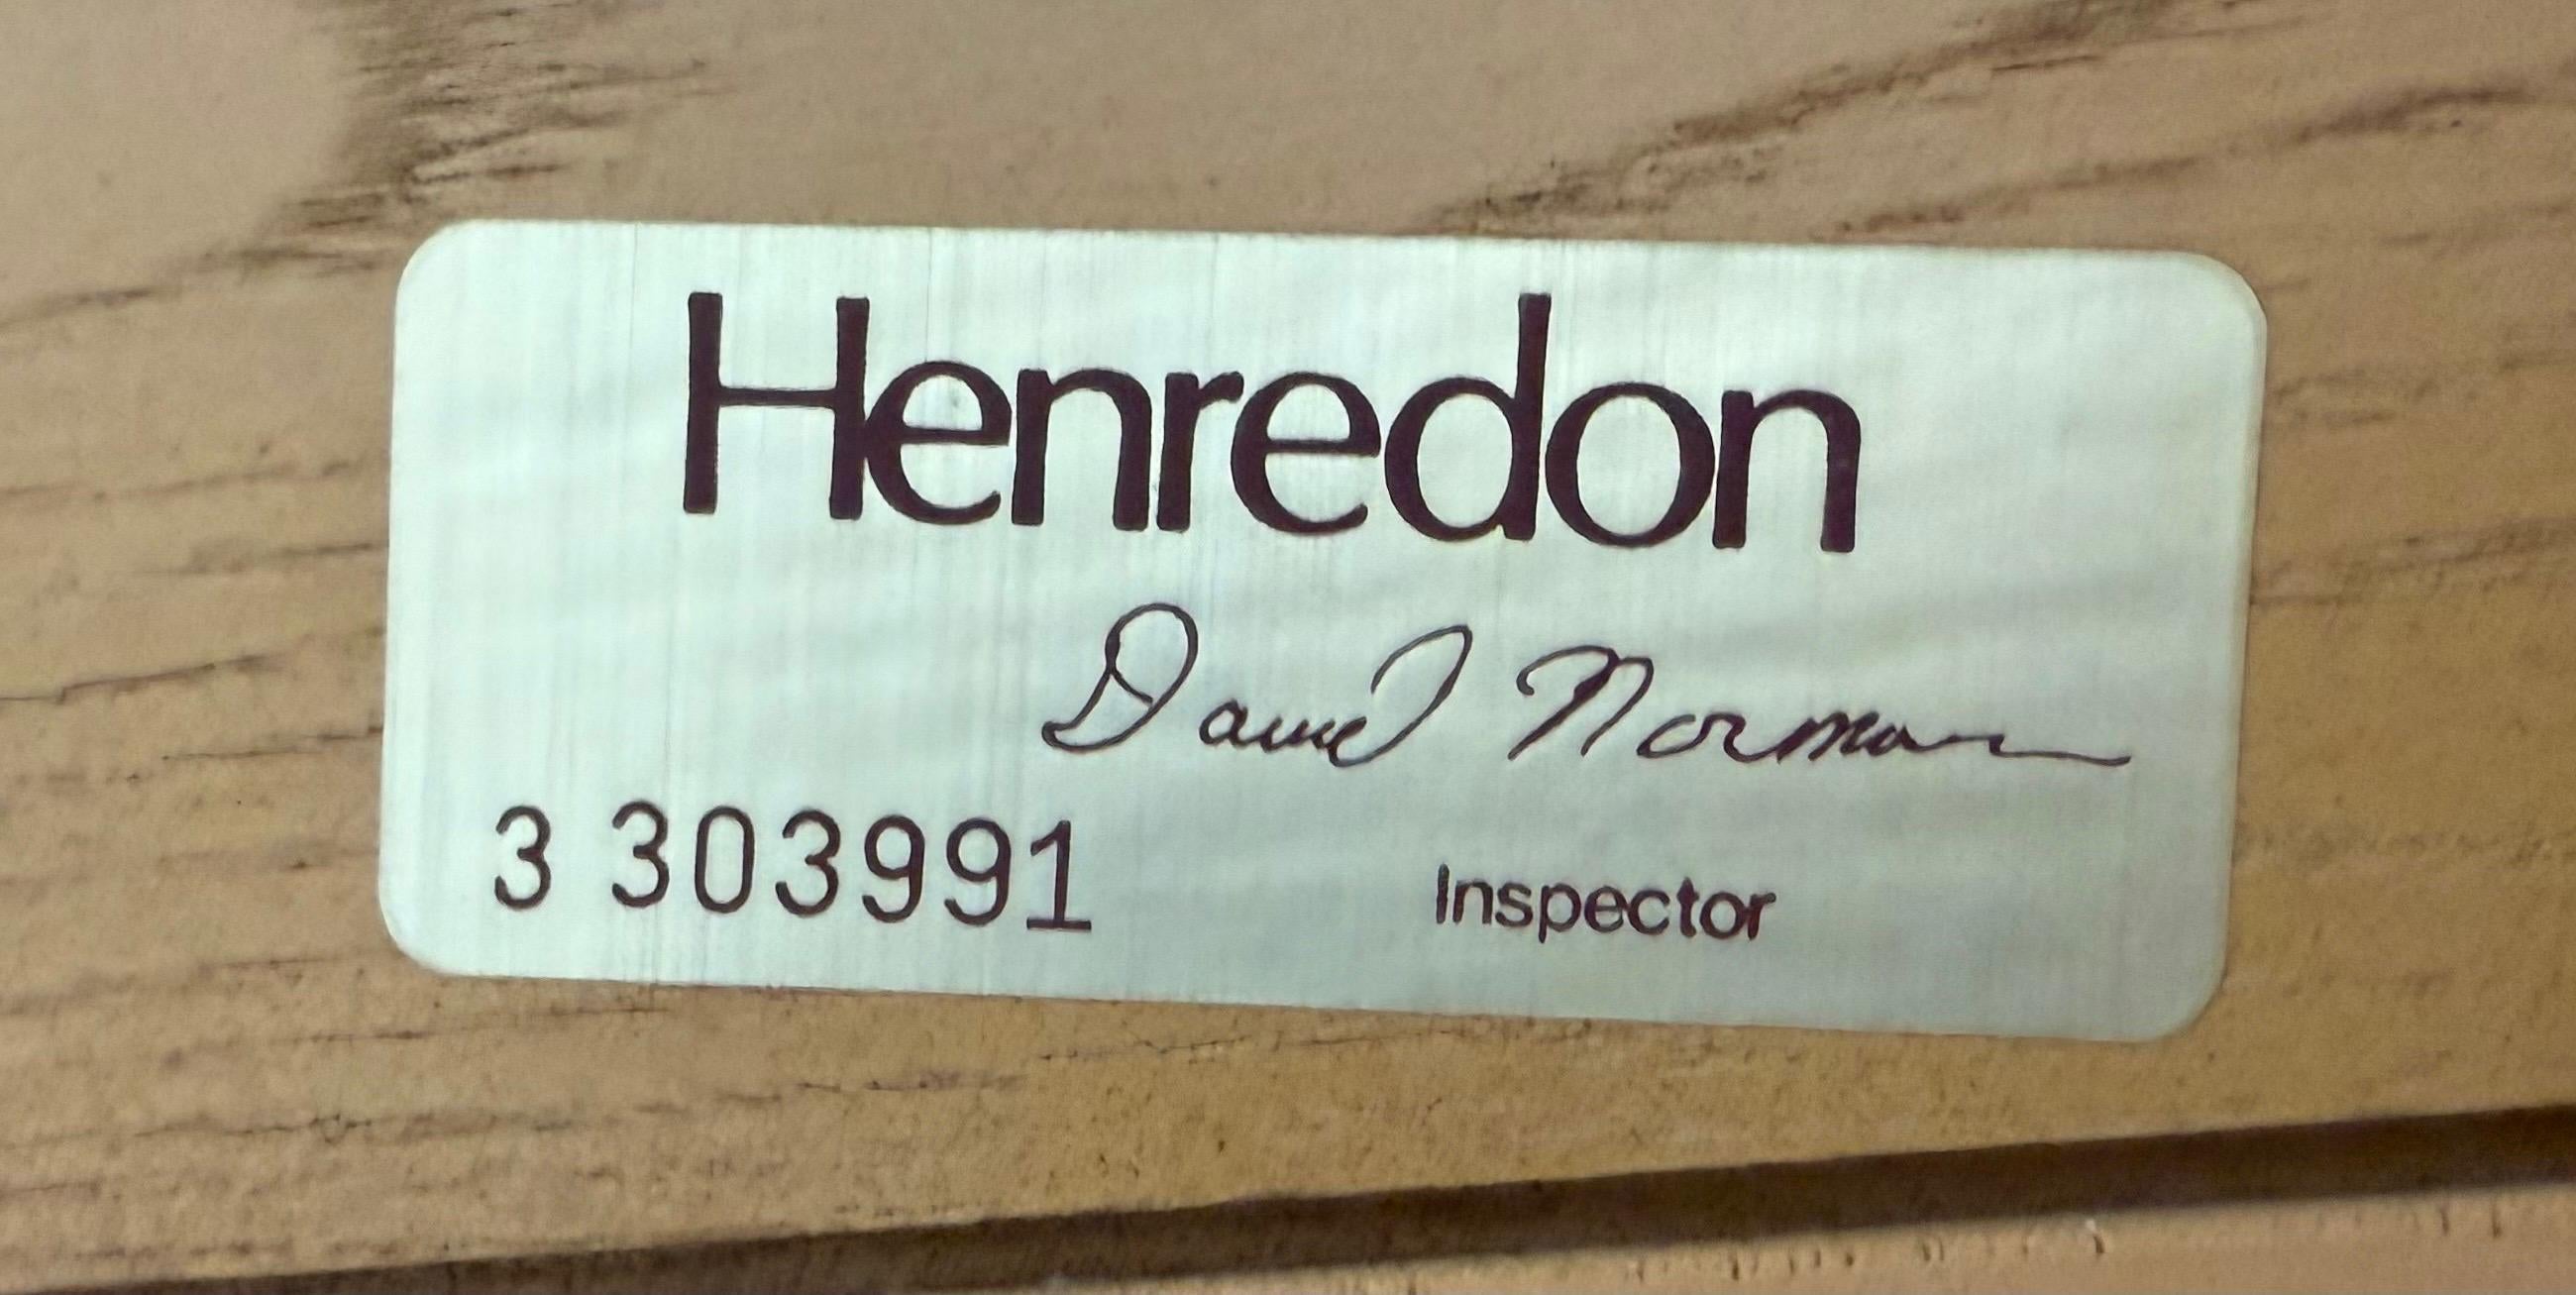 Henredon
David Norman
3 303991 Inspector